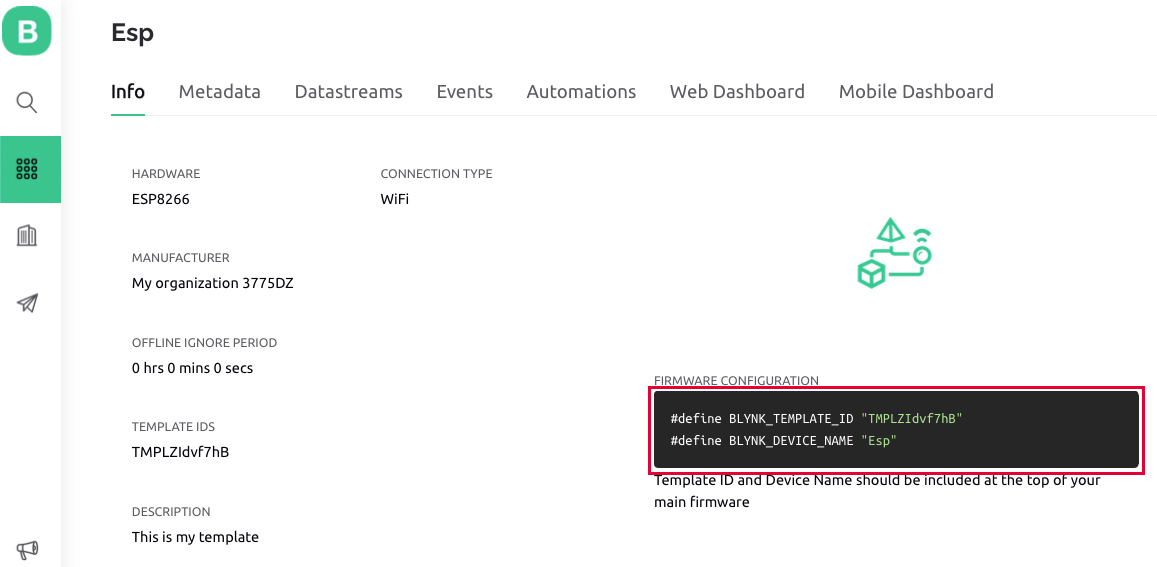 B
Esp
Info Metadata Datastreams Events Automations Web Dashboard Mobile Dashboard
HARDWARE CONNECTION TYPE
ESP8266 WiFi
MANUFACTURER
My organization 3775DZ
OFFLINE IGNORE PERIOD
0 hrs 0 mins 0 secs
TEMPLATE IDS
TMPLZIdvf7hB
DESCRIPTION
This is my template
FIRMWARE CONFIGURATION
#define BLYNK_TEMPLATE_ID "TMPLZIdvf7hB"
#define BLYNK_DEVICE_NAME "Esp"
Template ID and Device Name should be included at the top of your
main firmware